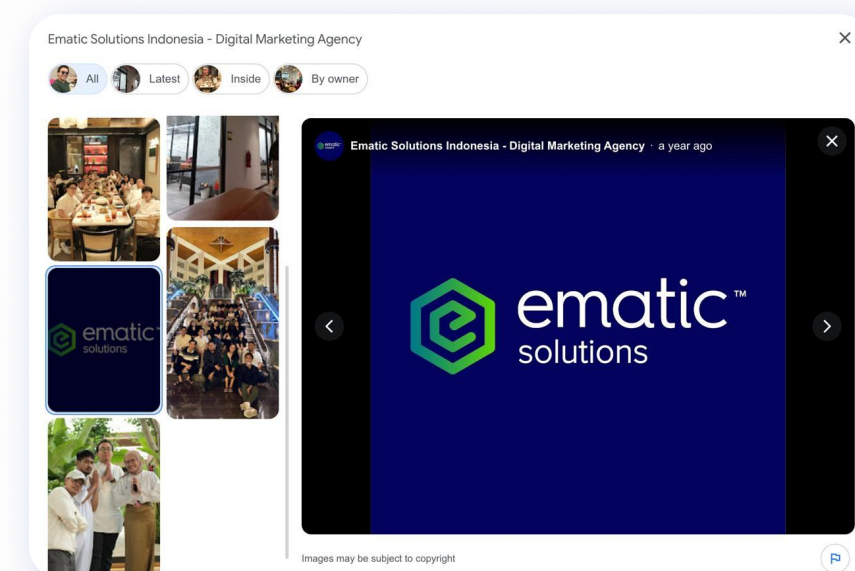 Ematic Solutions Indonesia - Digital Marketing Agency
All
Latest
Inside
By owner
ematic
solutions
Ematic Solutions Indonesia - Digital Marketing Agency · a year ago
ematic™
solutions
Images may be subject to copyright